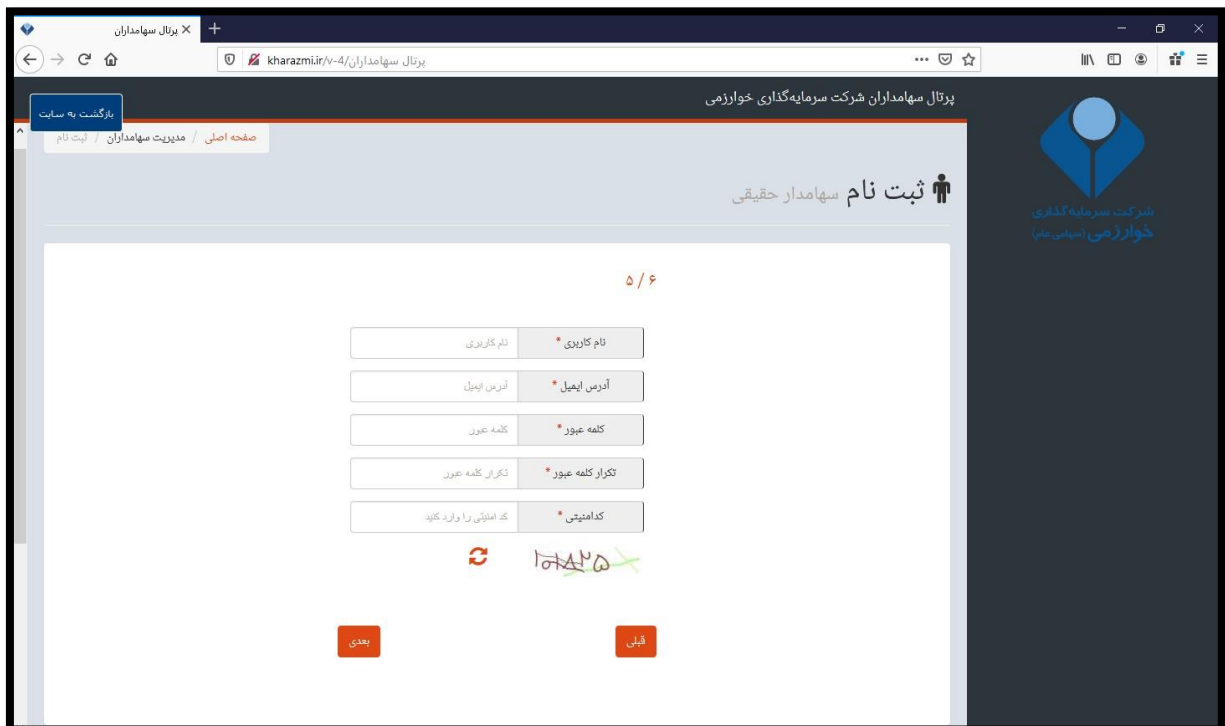 پرتال سهامداران
kharazmi.ir/v-4/پرتال سهامداران
پرتال سهامداران شرکت سرمایه‌گذاری خوارزمی
بازگشت به سایت
صفحه اصلی / مدیریت سهامداران / ثبت نام
شرکت سرمایه‌گذاری
خوارزمی (سهامی عام)
ثبت نام سهامدار حقیقی
۵ / ۶
نام کاربری * نام کاربری
آدرس ایمیل * آدرس ایمیل
کلمه عبور * کلمه عبور
تکرار کلمه عبور * تکرار کلمه عبور
کدامنیتی * کد امنیتی را وارد کنید
قبلی
بعدی